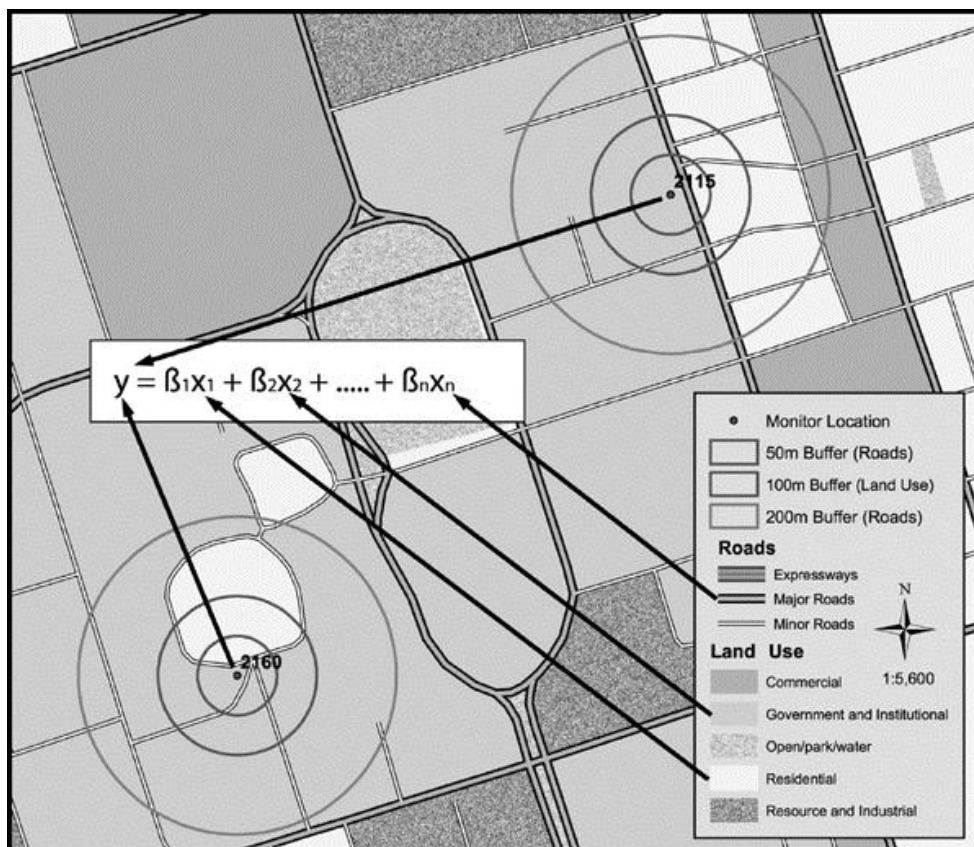 2115
y = ß₁x₁ + ß₂x₂ + ..... + ßₙxₙ
2160
Monitor Location
50m Buffer (Roads)
100m Buffer (Land Use)
200m Buffer (Roads)
Roads
Expressways
Major Roads
Minor Roads
N
1:5,600
Land Use
Commercial
Government and Institutional
Open/park/water
Residential
Resource and Industrial